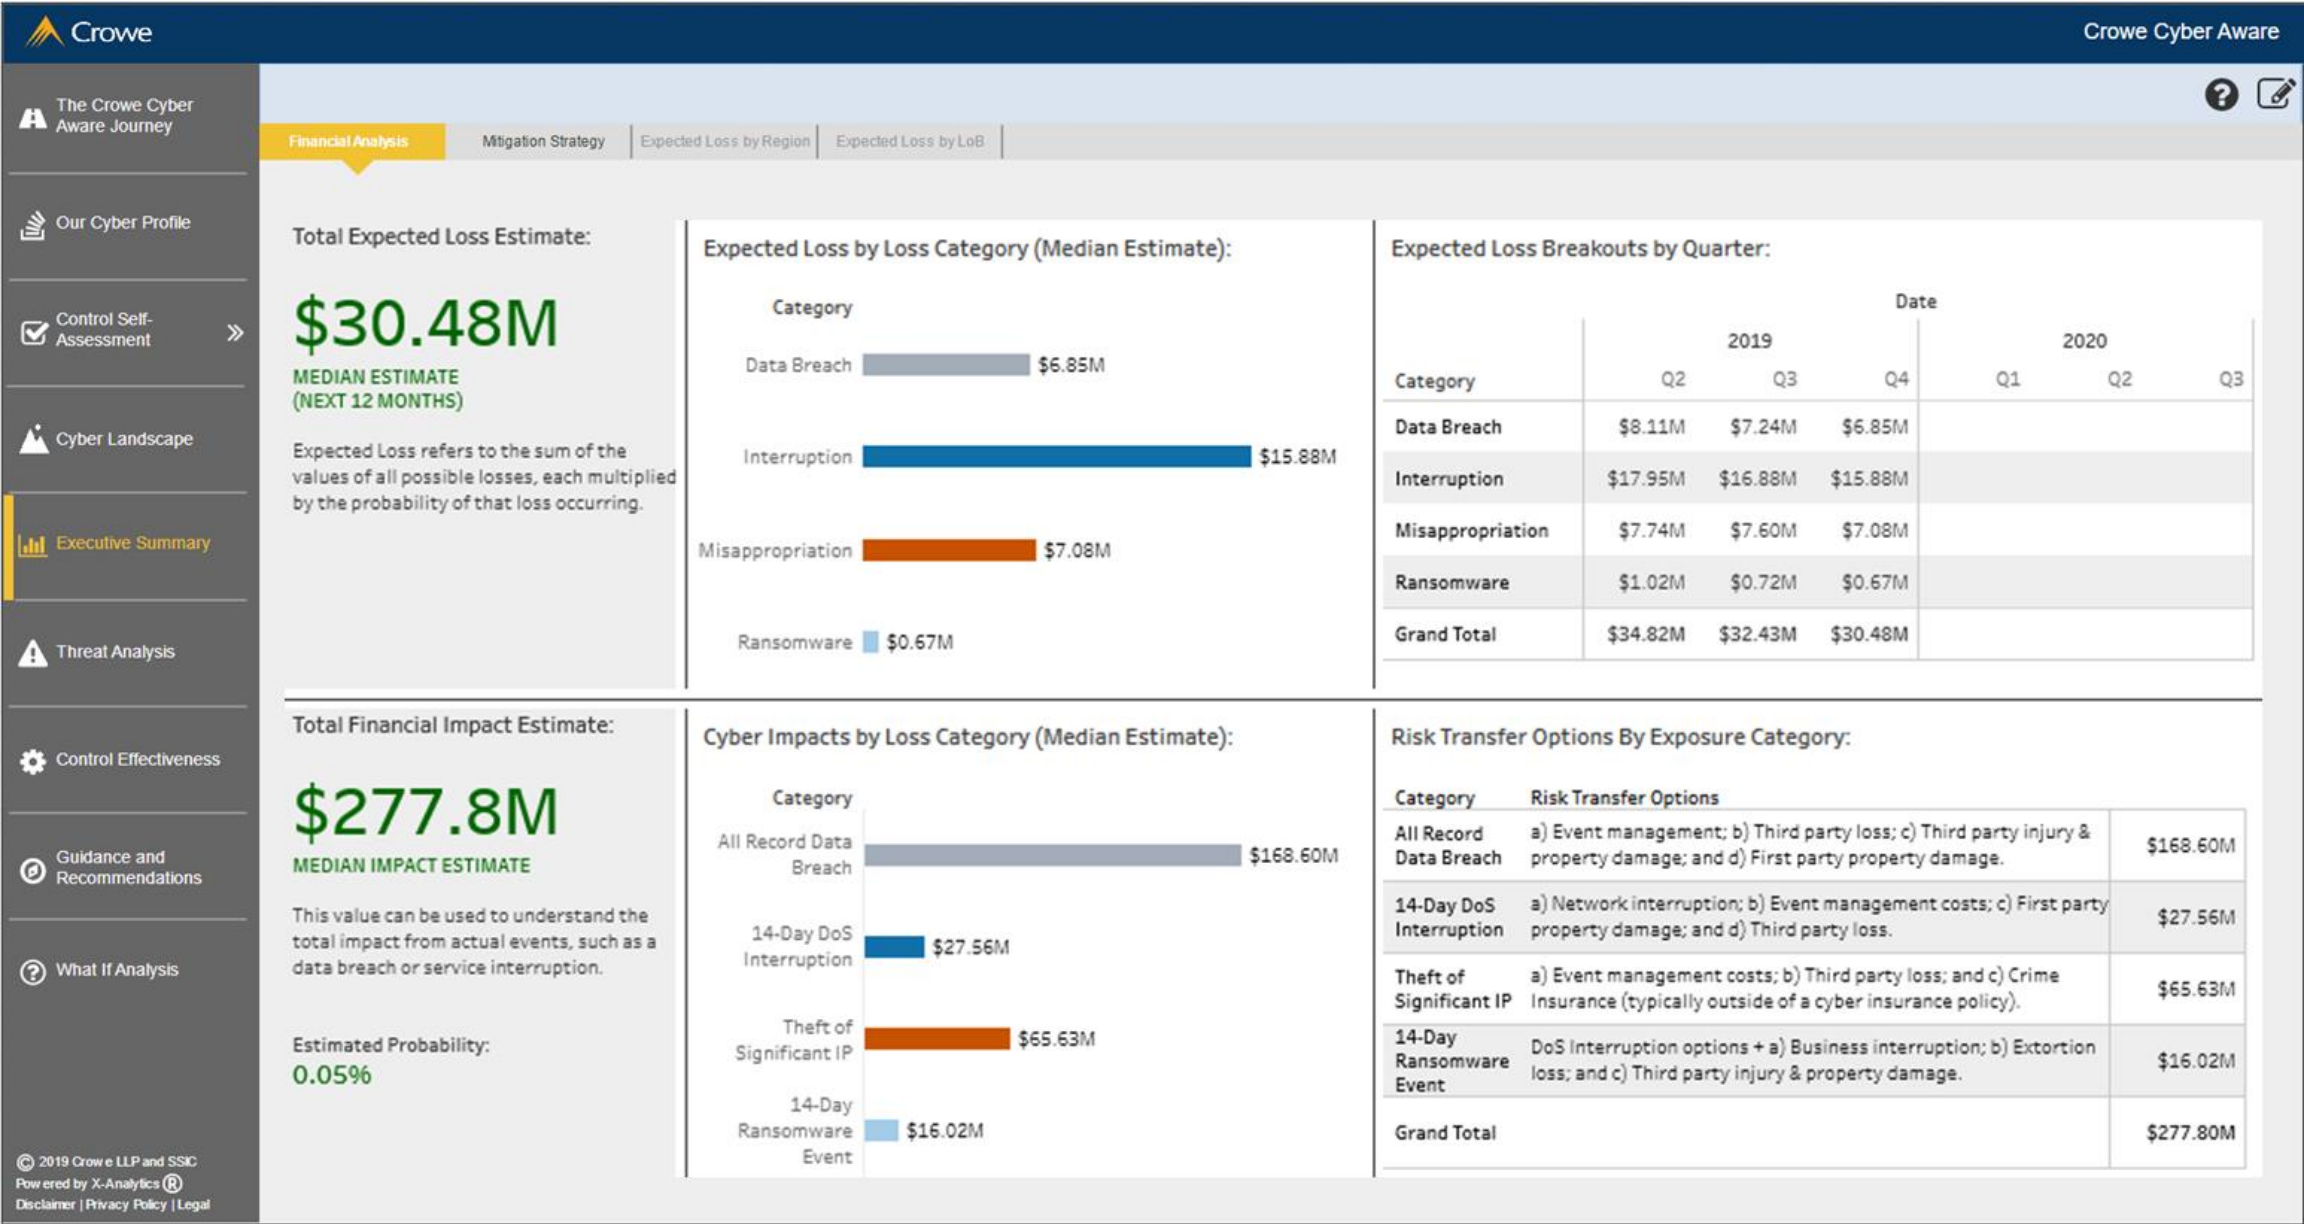 Crowe
Crowe Cyber Aware
The Crowe Cyber
Aware Journey
Our Cyber Profile
Control Self-
Assessment
Cyber Landscape
Executive Summary
Threat Analysis
Control Effectiveness
Guidance and
Recommendations
What If Analysis
© 2019 Crowe LLP and SSIC
Powered by X-Analytics ®
Disclaimer | Privacy Policy | Legal
Financial Analysis
Mitigation Strategy
Expected Loss by Region
Expected Loss by LoB
Total Expected Loss Estimate:
$30.48M
MEDIAN ESTIMATE
(NEXT 12 MONTHS)
Expected Loss refers to the sum of the
values of all possible losses, each multiplied
by the probability of that loss occurring.
Expected Loss by Loss Category (Median Estimate):
Category
Data Breach $6.85M
Interruption $15.88M
Misappropriation $7.08M
Ransomware $0.67M
Expected Loss Breakouts by Quarter:
Date
2019 2020
Category Q2 Q3 Q4 Q1 Q2 Q3
Data Breach $8.11M $7.24M $6.85M
Interruption $17.95M $16.88M $15.88M
Misappropriation $7.74M $7.60M $7.08M
Ransomware $1.02M $0.72M $0.67M
Grand Total $34.82M $32.43M $30.48M
Total Financial Impact Estimate:
$277.8M
MEDIAN IMPACT ESTIMATE
This value can be used to understand the
total impact from actual events, such as a
data breach or service interruption.
Estimated Probability:
0.05%
Cyber Impacts by Loss Category (Median Estimate):
Category
All Record Data
Breach
$168.60M
14-Day DoS
Interruption
$27.56M
Theft of
Significant IP
$65.63M
14-Day
Ransomware
Event
$16.02M
Risk Transfer Options By Exposure Category:
Category Risk Transfer Options
All Record
Data Breach
a) Event management; b) Third party loss; c) Third party injury &
property damage; and d) First party property damage.
$168.60M
14-Day DoS
Interruption
a) Network interruption; b) Event management costs; c) First party
property damage; and d) Third party loss.
$27.56M
Theft of
Significant IP
a) Event management costs; b) Third party loss; and c) Crime
Insurance (typically outside of a cyber insurance policy).
$65.63M
14-Day
Ransomware
Event
DoS Interruption options + a) Business interruption; b) Extortion
loss; and c) Third party injury & property damage.
$16.02M
Grand Total $277.80M